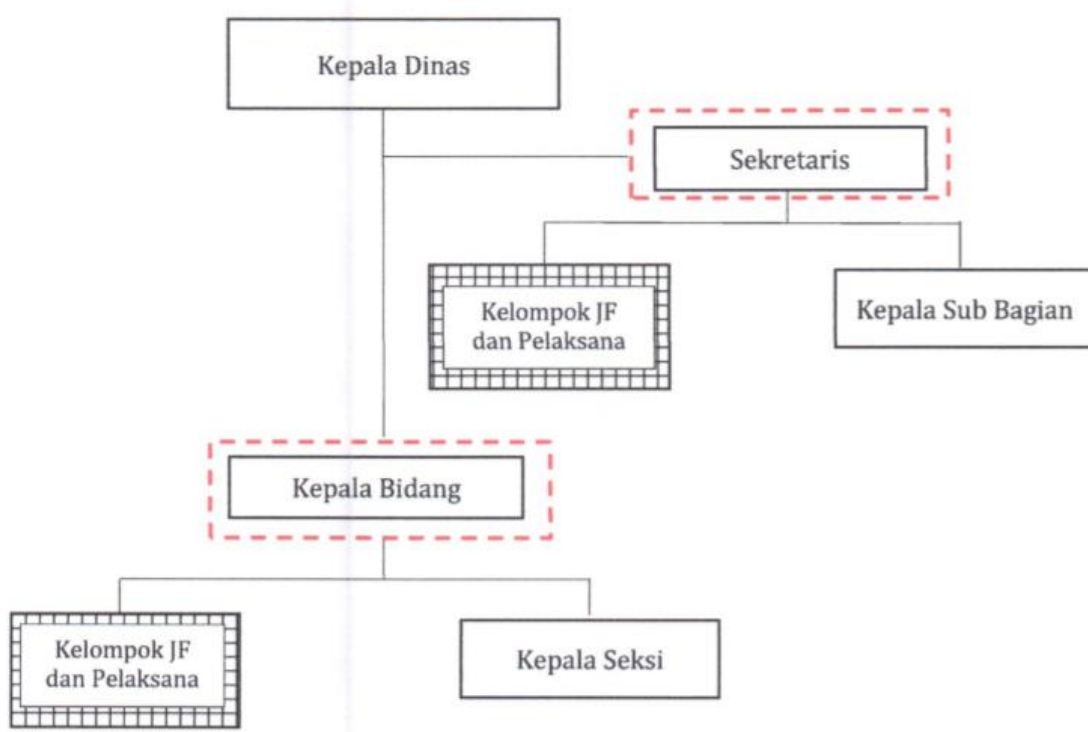 Kepala Dinas
Sekretaris
Kelompok JF
dan Pelaksana
Kepala Sub Bagian
Kepala Bidang
Kelompok JF
dan Pelaksana
Kepala Seksi